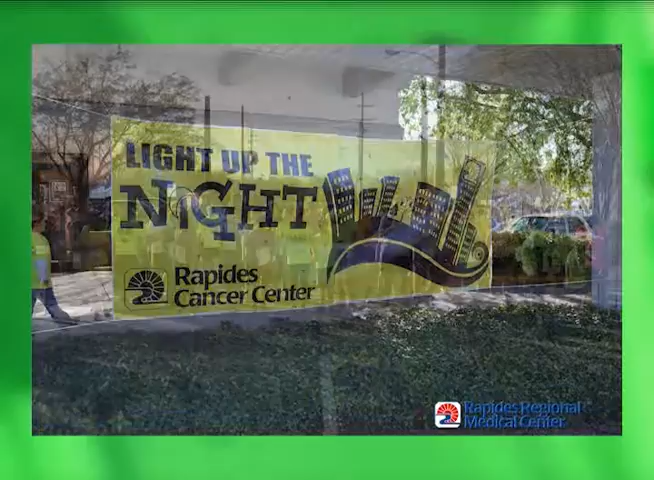 LIGHT UP THE
NIGHT
Rapides
Cancer Center
Rapides Regional
Medical Center